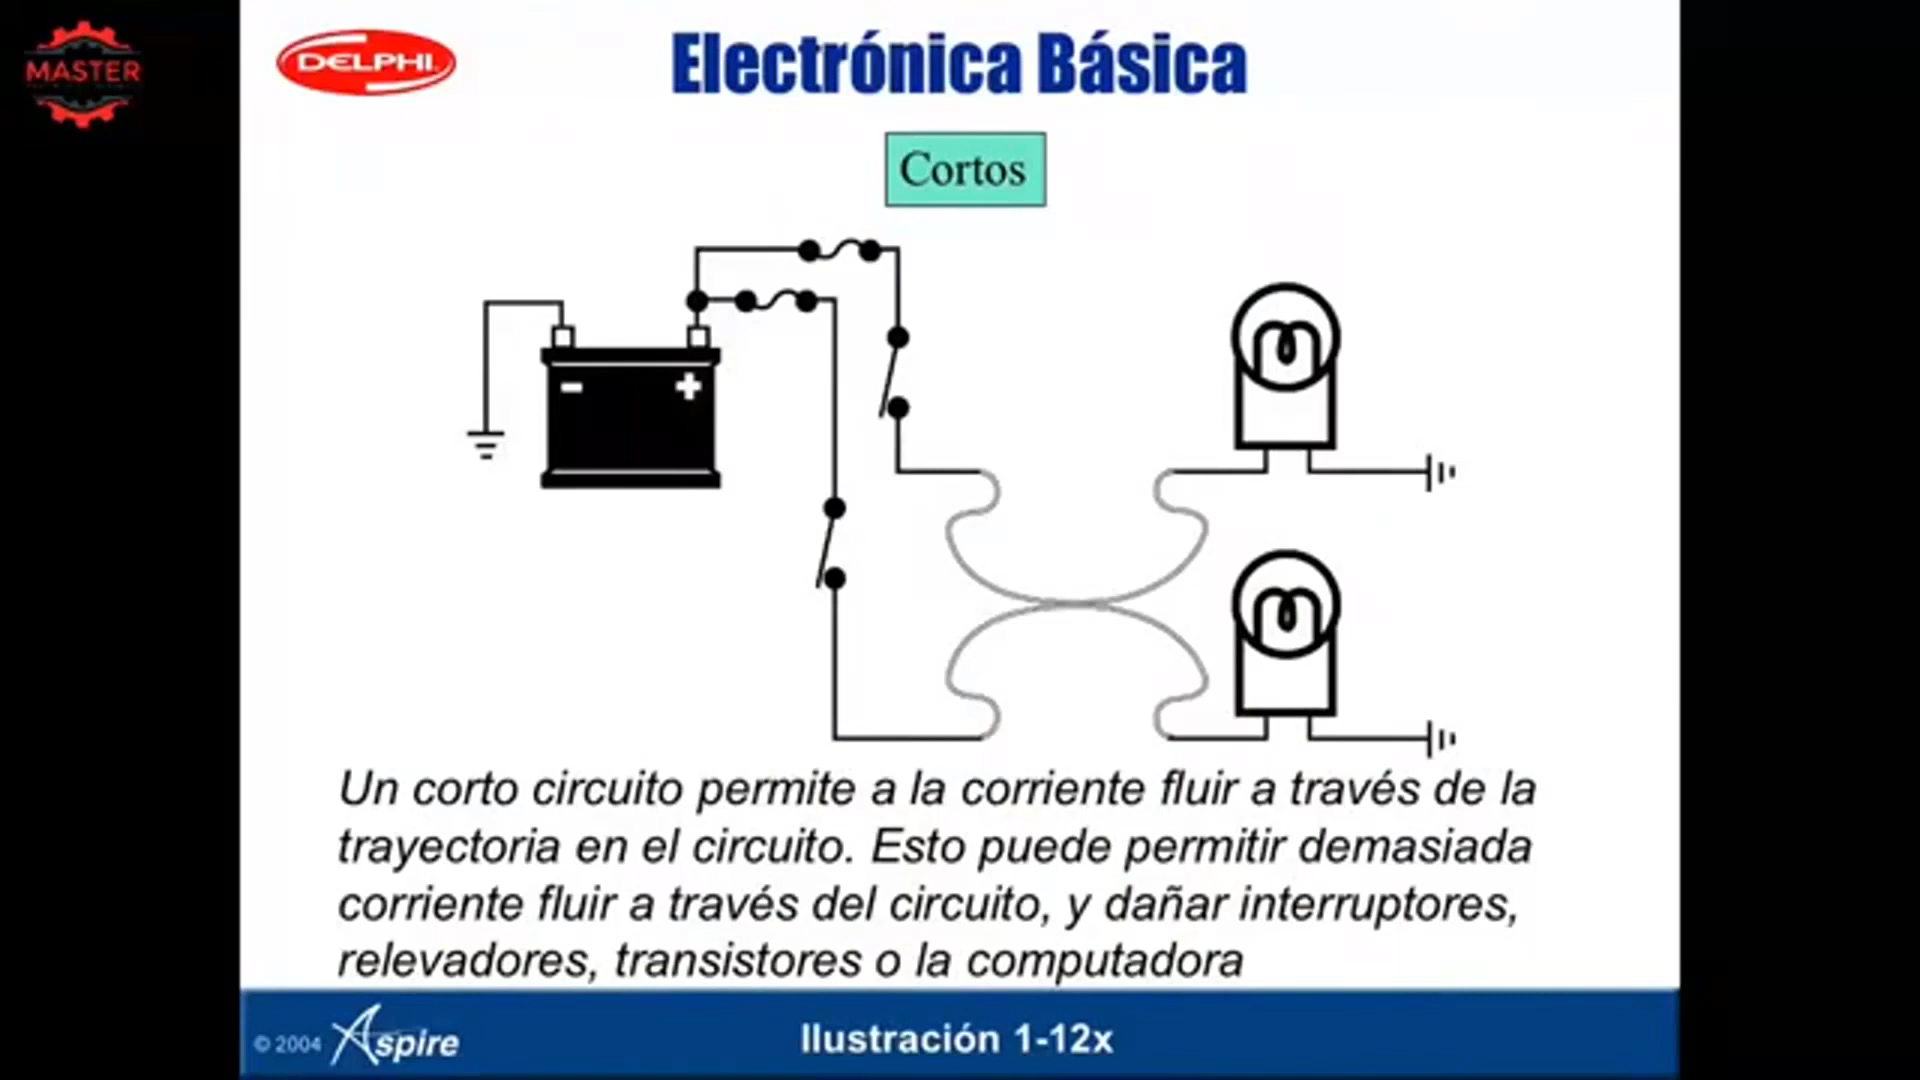 MASTER
DELPHI
Electrónica Básica
Cortos
- +
Un corto circuito permite a la corriente fluir a través de la
trayectoria en el circuito. Esto puede permitir demasiada
corriente fluir a través del circuito, y dañar interruptores,
relevadores, transistores o la computadora
© 2004 Aspire
Ilustración 1-12x